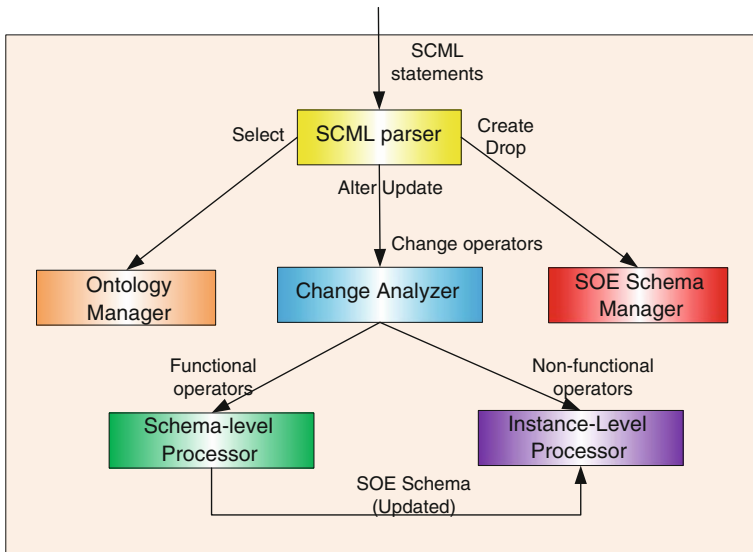 SCML
statements
SCML parser
Select
Create
Drop
Alter Update
Change operators
Ontology
Manager
Change Analyzer
SOE Schema
Manager
Functional
operators
Non-functional
operators
Schema-level
Processor
Instance-Level
Processor
SOE Schema
(Updated)